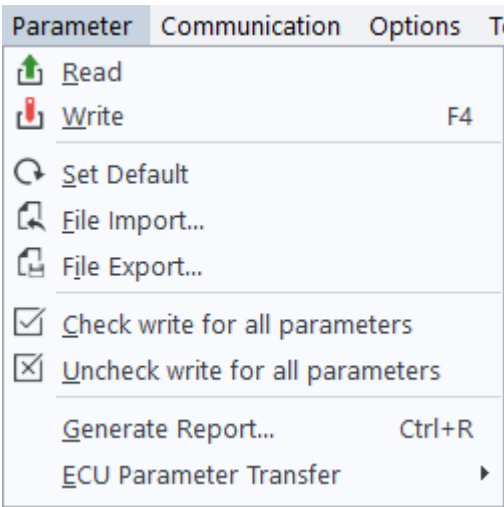 Parameter Communication Options
Read
Write F4
Set Default
File Import...
File Export...
Check write for all parameters
Uncheck write for all parameters
Generate Report... Ctrl+R
ECU Parameter Transfer